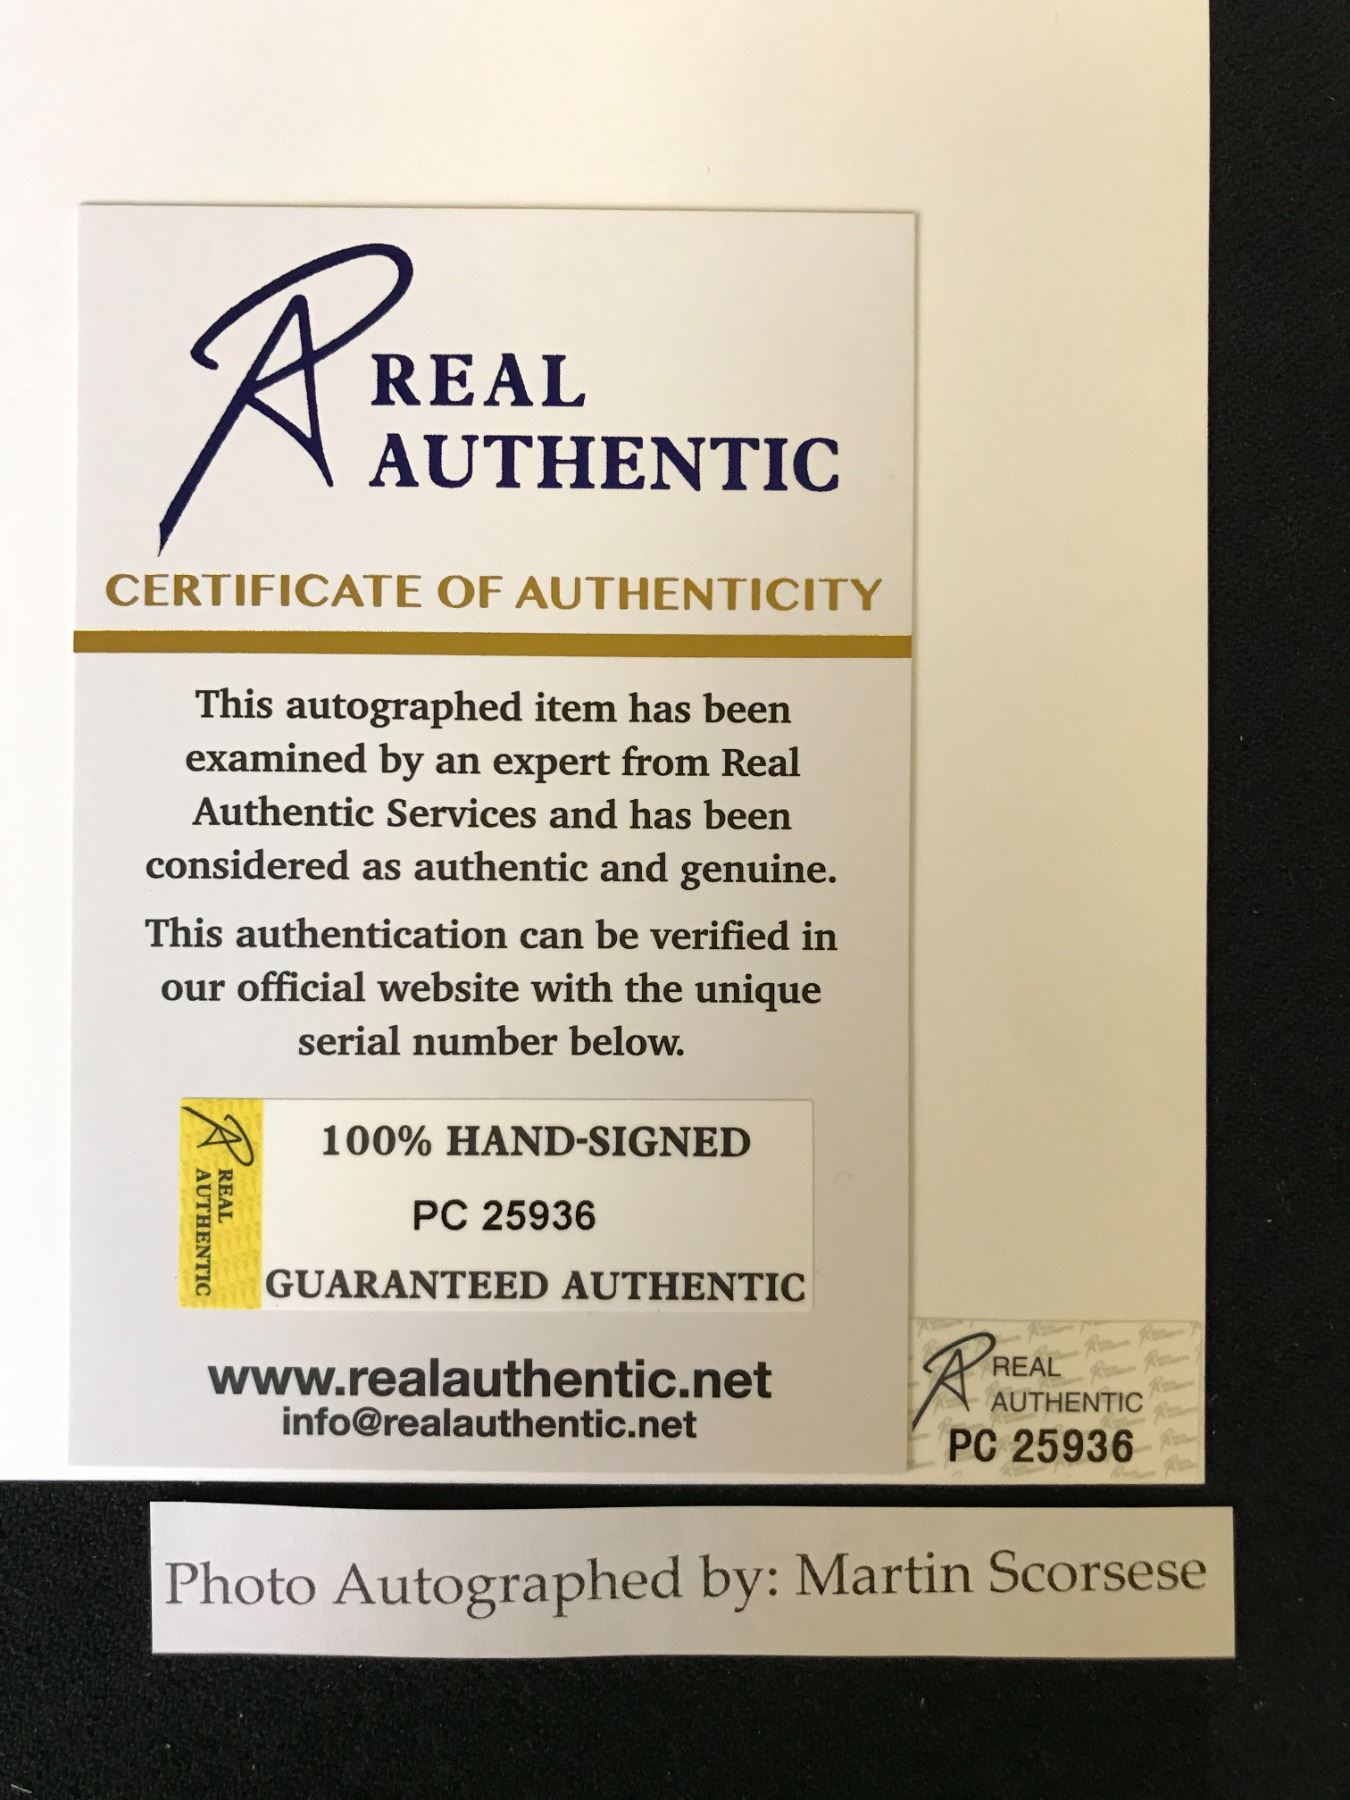 REAL
AUTHENTIC
CERTIFICATE OF AUTHENTICITY
This autographed item has been
examined by an expert from Real
Authentic Services and has been
considered as authentic and genuine.
This authentication can be verified in
our official website with the unique
serial number below.
REAL
AUTHENTIC
100% HAND-SIGNED
PC 25936
GUARANTEED AUTHENTIC
www.realauthentic.net
info@realauthentic.net
REAL
AUTHENTIC
PC 25936
Photo Autographed by: Martin Scorsese